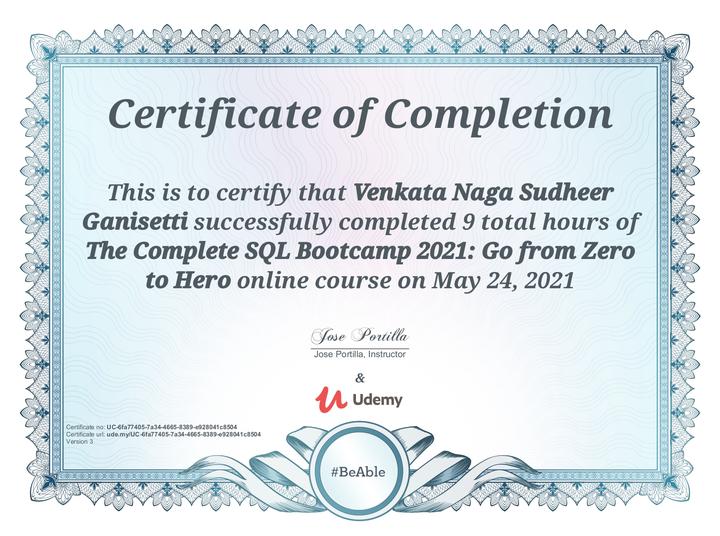 Certificate of Completion
This is to certify that Venkata Naga Sudheer
Ganisetti successfully completed 9 total hours of
The Complete SQL Bootcamp 2021: Go from Zero
to Hero online course on May 24, 2021
Jose Portilla
Jose Portilla, Instructor
&
Udemy
Certificate no: UC-6fa77405-7a34-4665-8389-e928041c8504
Certificate url: ude.my/UC-6fa77405-7a34-4665-8389-e928041c8504
Version 3
#BeAble